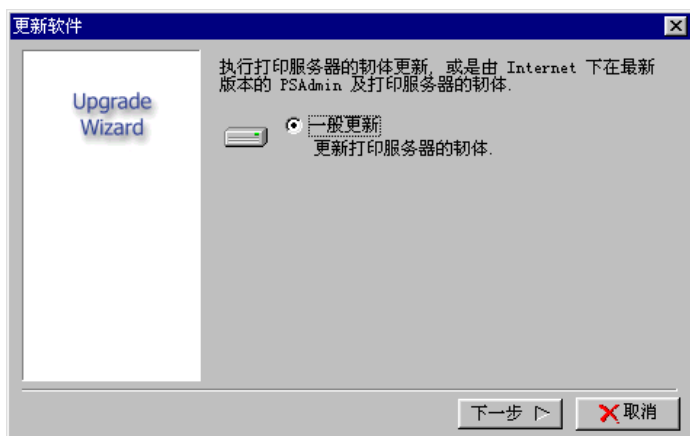 更新软件
Upgrade
Wizard
执行打印服务器的韧体更新, 或是由 Internet 下在最新
版本的 PSAdmin 及打印服务器的韧体.
一般更新
更新打印服务器的韧体.
下一步
取消